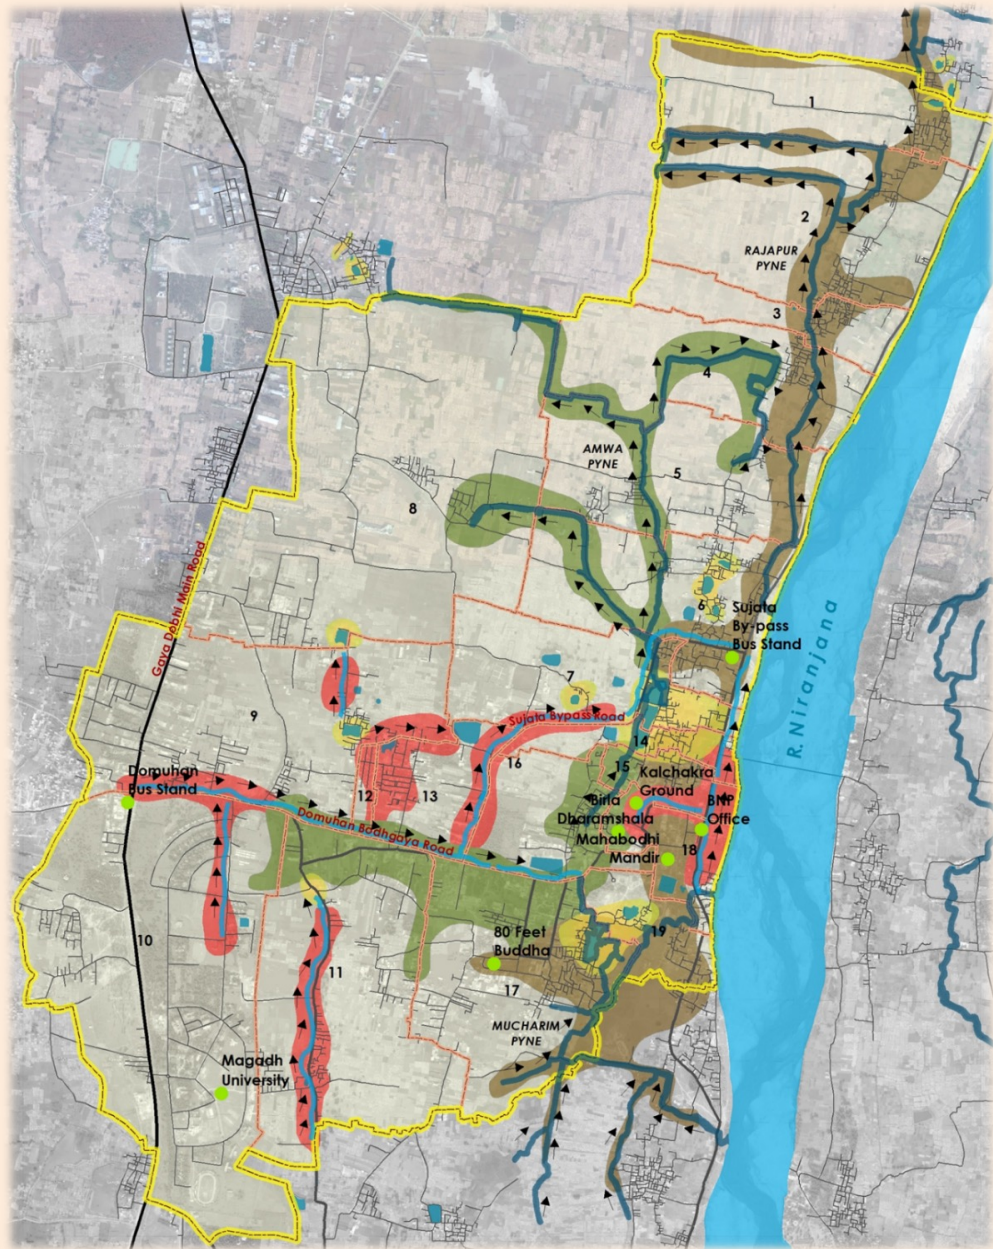 1
2
RAJAPUR
PYNE
3
4
AMWA
PYNE
5
8
6
Sujata
By-pass
Bus Stand
R. Niranjana
Gaya Dobhi Main Road
7
9
Sujata Bypass Road
14
16
15
Kalchakra
Ground
Domuhan
Bus Stand
12
13
Birla
Dharamshala
BMP
Office
Domuhan Bodhgaya Road
Mahabodhi
Mandir
18
80 Feet
Buddha
19
10
11
17
MUCHARIM
PYNE
Magadh
University